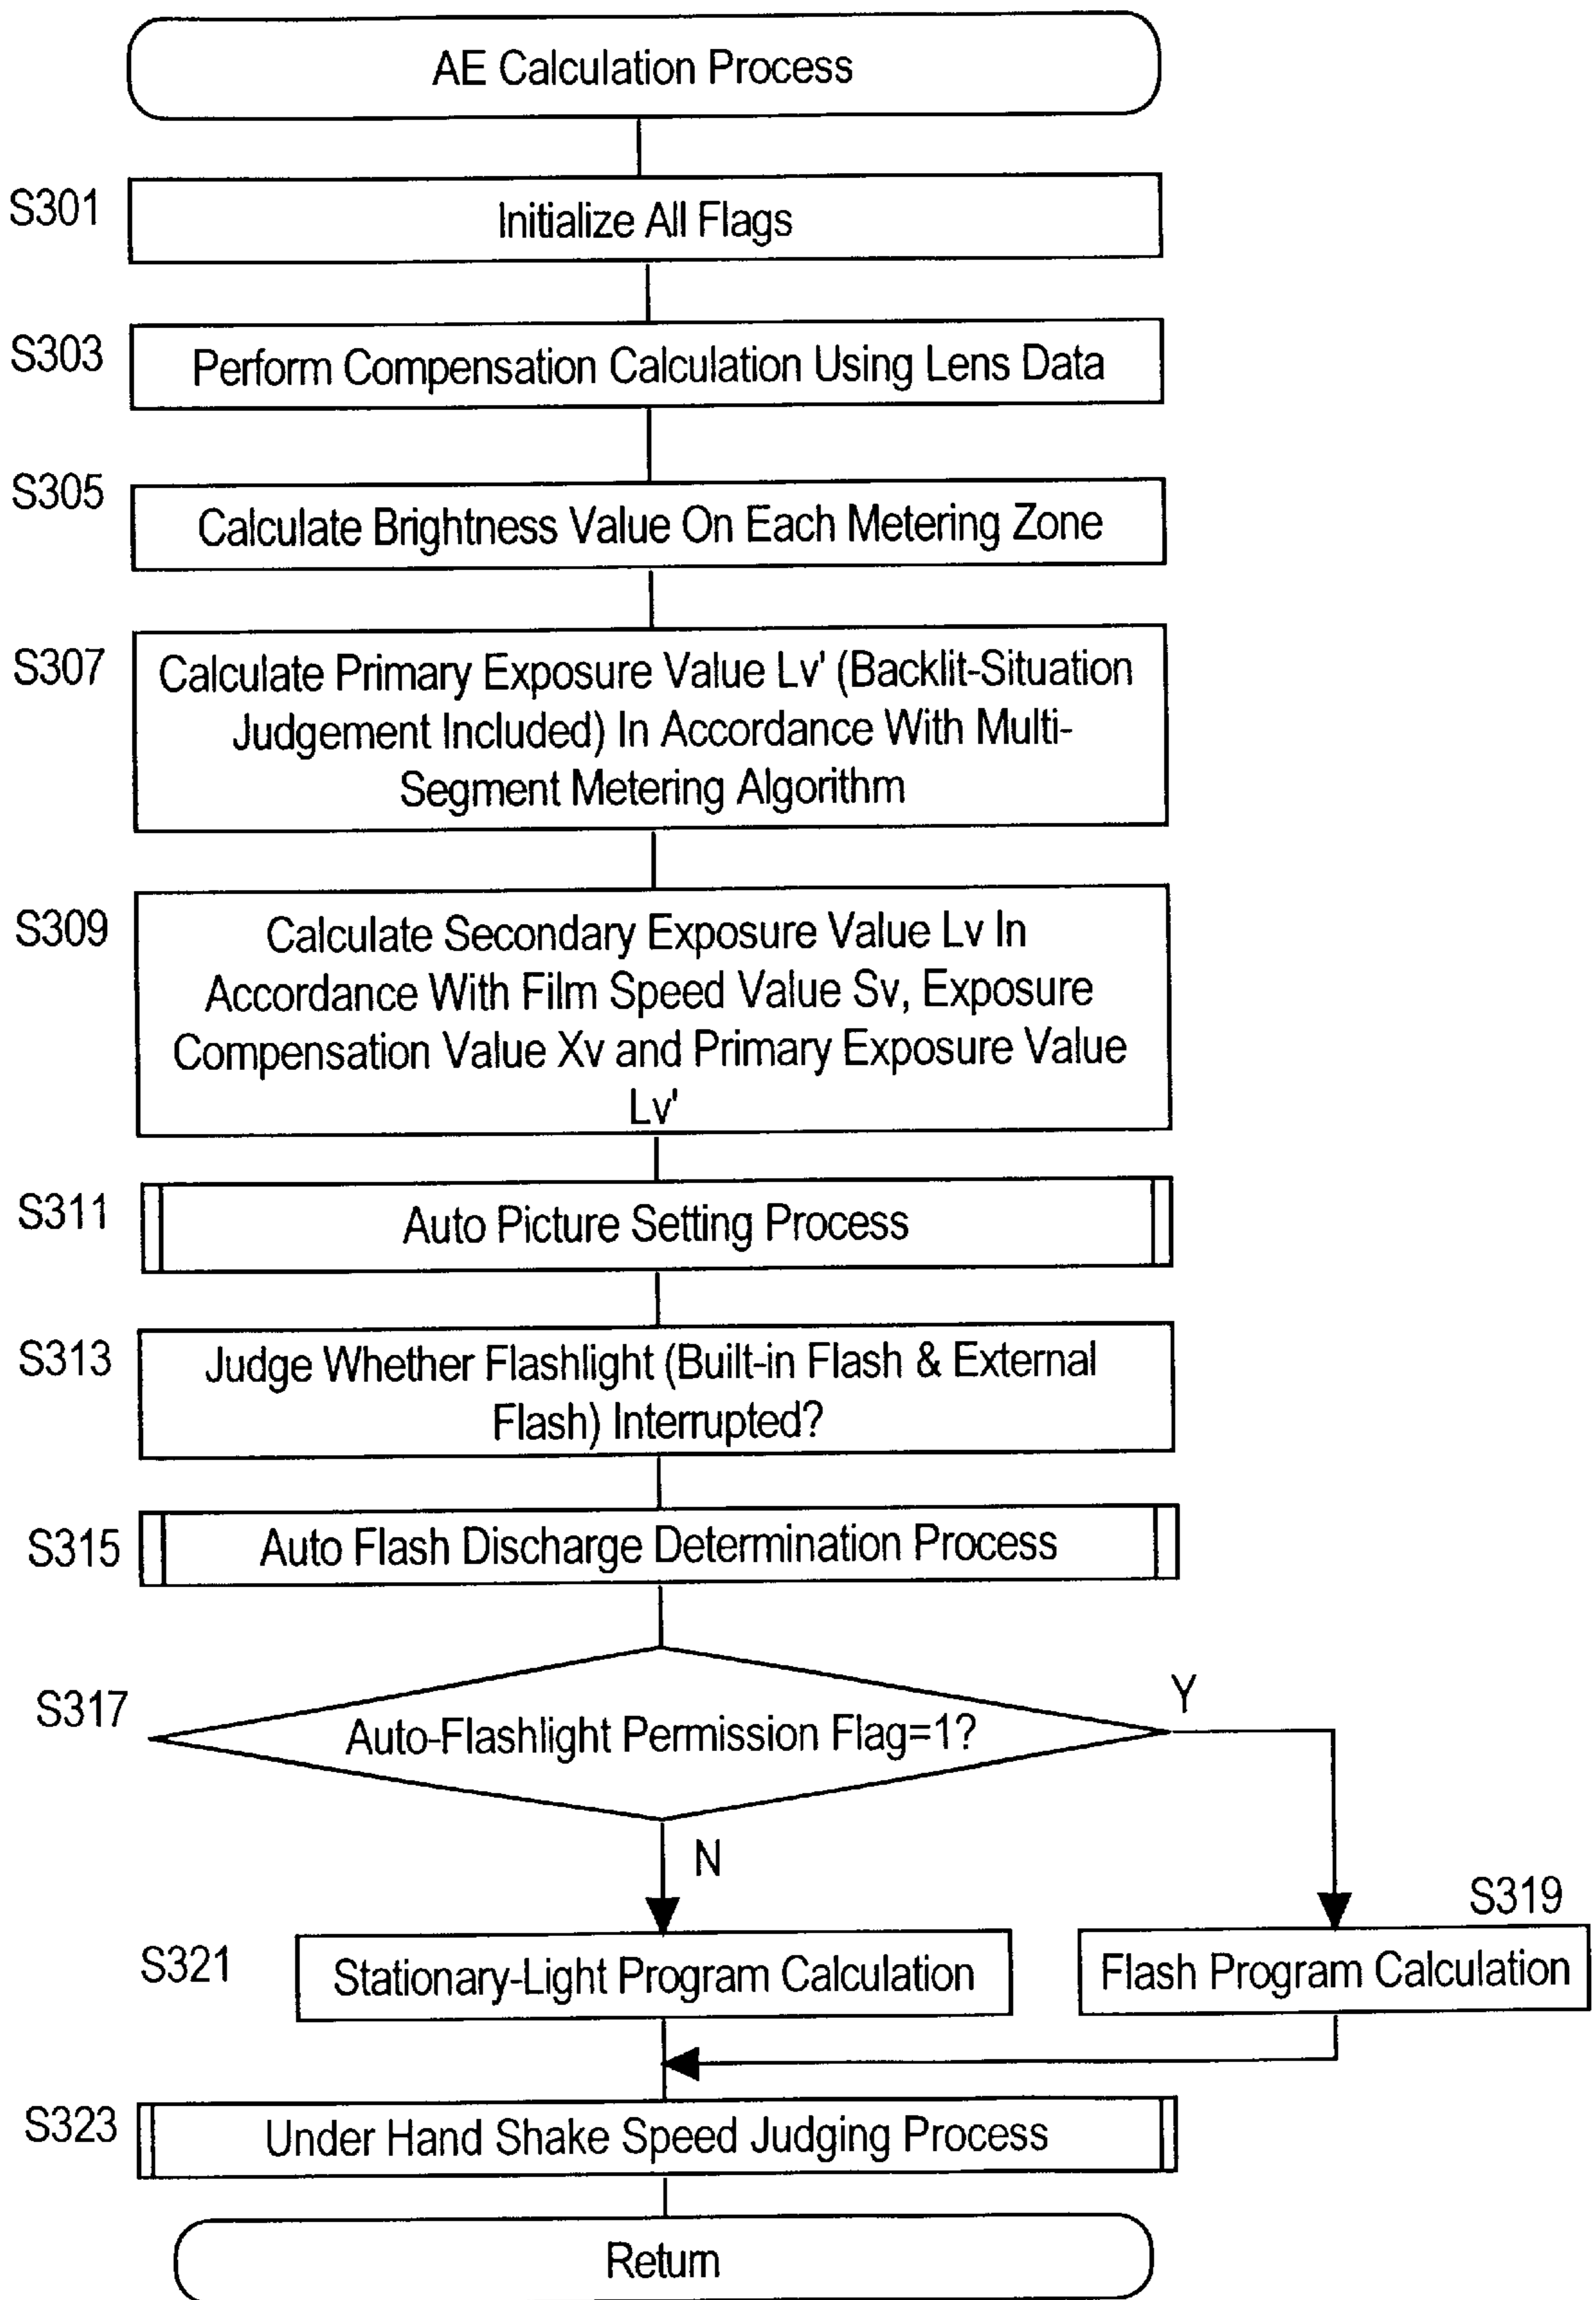 AE Calculation Process
S301
Initialize All Flags
S303
Perform Compensation Calculation Using Lens Data
S305
Calculate Brightness Value On Each Metering Zone
S307
Calculate Primary Exposure Value Lv' (Backlit-Situation
Judgement Included) In Accordance With Multi-
Segment Metering Algorithm
S309
Calculate Secondary Exposure Value Lv In
Accordance With Film Speed Value Sv, Exposure
Compensation Value Xv and Primary Exposure Value
Lv'
S311
Auto Picture Setting Process
S313
Judge Whether Flashlight (Built-in Flash & External
Flash) Interrupted?
S315
Auto Flash Discharge Determination Process
S317
Auto-Flashlight Permission Flag=1?
Y
N
S319
S321
Stationary-Light Program Calculation
Flash Program Calculation
S323
Under Hand Shake Speed Judging Process
Return